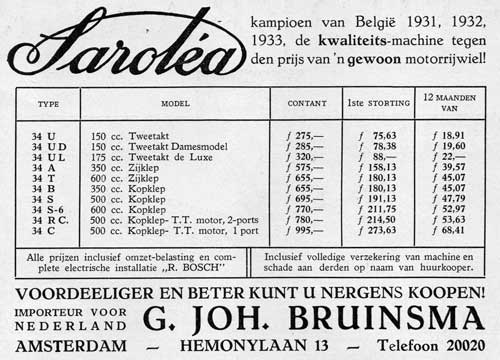 Saroléa
kampioen van België 1931, 1932,
1933, de kwaliteits-machine tegen
den prijs van 'n gewoon motorrijwiel!
TYPE MODEL CONTANT 1ste STORTING 12 MAANDEN VAN
34 U 150 cc. Tweetakt f 275,— f 75,63 f 18,91
34 U D 150 cc. Tweetakt Damesmodel f 285,— f 78,38 f 19,60
34 U L 175 cc. Tweetakt de Luxe f 320,— f 88,— f 22,—
34 A 350 cc. Zijklep f 575,— f 158,13 f 39,57
34 T 600 cc. Zijklep f 655,— f 180,13 f 45,07
34 B 350 cc. Kopklep f 655,— f 180,13 f 45,07
34 S 500 cc. Kopklep f 695,— f 191,13 f 47,79
34 S-6 600 cc. Kopklep f 770,— f 211,75 f 52,97
34 R C. 500 cc. Kopklep- T.T. motor, 2-ports f 780,— f 214,50 f 53,63
34 C 500 cc. Kopklep- T.T. motor, 1 port f 995,— f 273,63 f 68,41
Alle prijzen inclusief omzet-belasting en com-
plete electrische installatie „R. BOSCH"
Inclusief volledige verzekering van machine en
schade aan derden op naam van huurkooper.
VOORDEELIGER EN BETER KUNT U NERGENS KOOPEN!
IMPORTEUR VOOR
NEDERLAND
G. JOH. BRUINSMA
AMSTERDAM — HEMONYLAAN 13 — Telefoon 20020